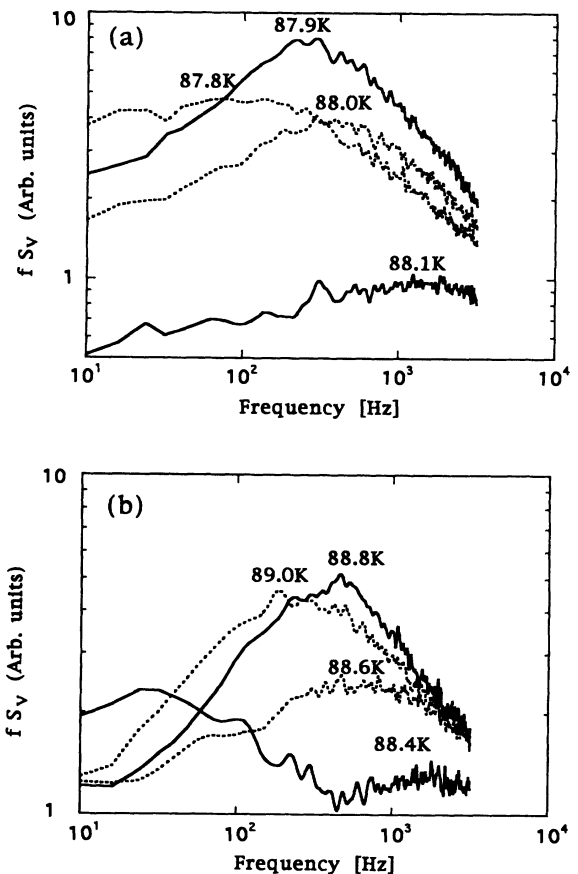 (a)
10
1
f S_V (Arb. units)
87.9K
87.8K
88.0K
88.1K
10^1
10^2
10^3
10^4
Frequency [Hz]
(b)
10
1
f S_V (Arb. units)
88.8K
89.0K
88.6K
88.4K
10^1
10^2
10^3
10^4
Frequency [Hz]